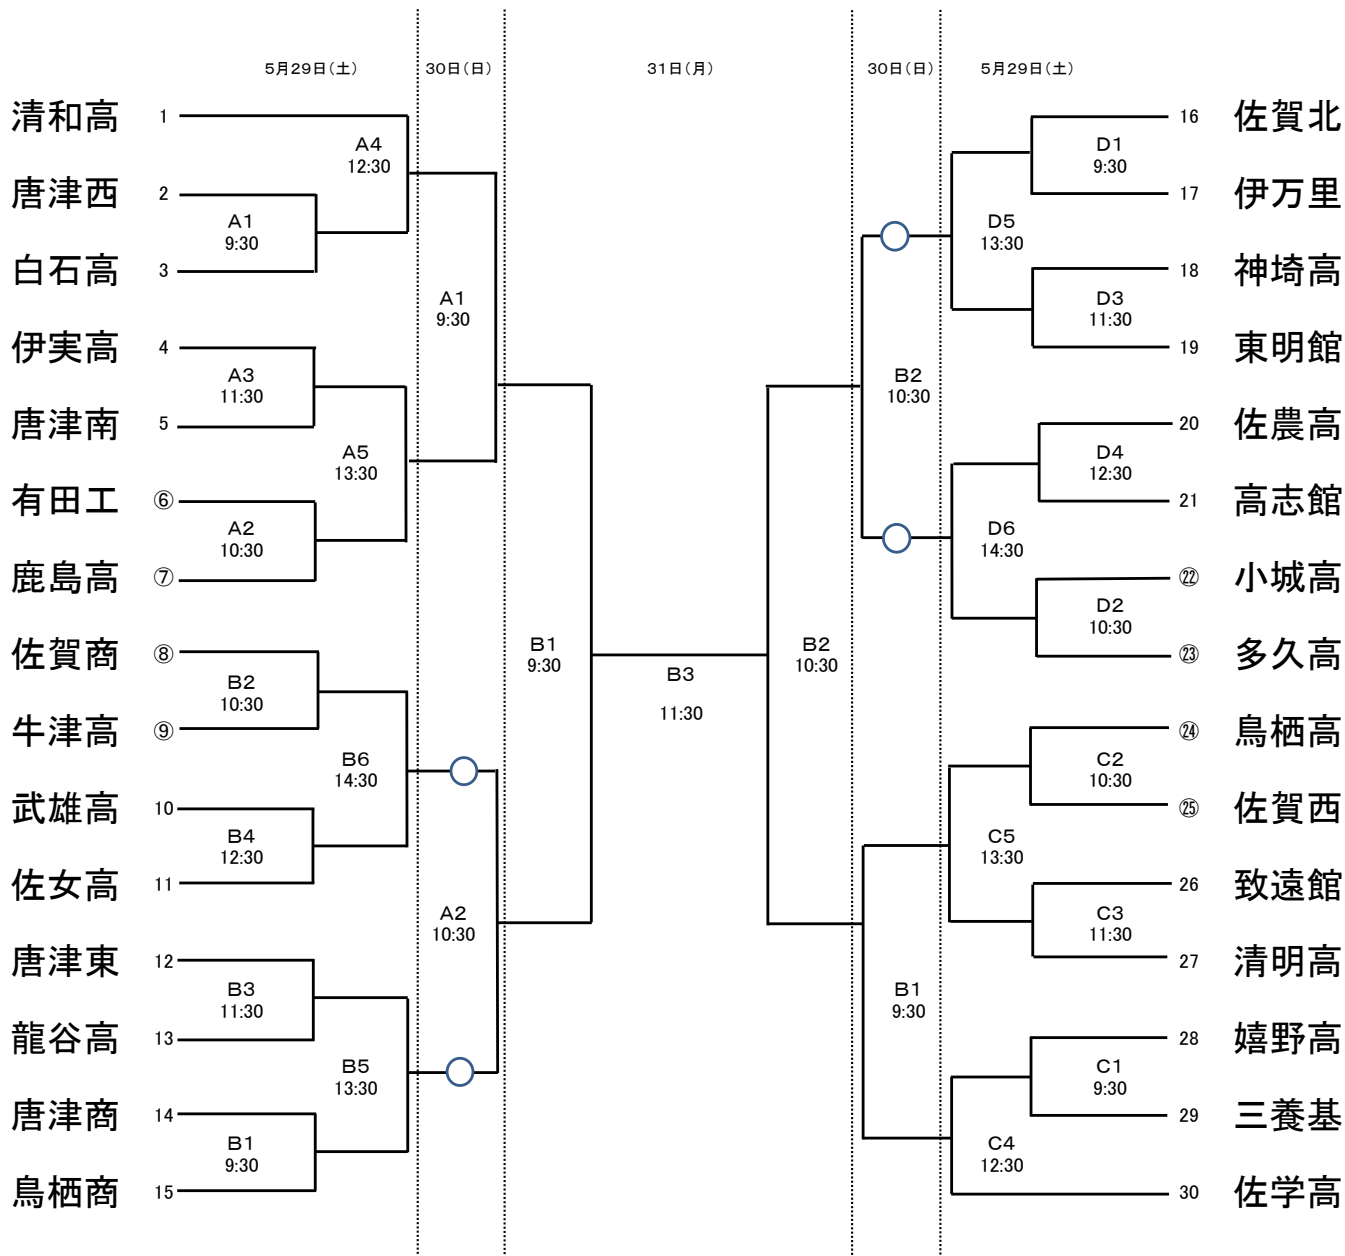 5月29日(土)
30日(日)
31日(月)
30日(日)
5月29日(土)
清和高 1
A4
12:30
唐津西 2
A1
9:30
白石高 3
A1
9:30
伊実高 4
A3
11:30
唐津南 5
A5
13:30
有田工 ⑥
A2
10:30
鹿島高 ⑦
佐賀商 ⑧
B2
10:30
牛津高 ⑨
B6
14:30
武雄高 10
B4
12:30
佐女高 11
A2
10:30
唐津東 12
B3
11:30
龍谷高 13
B5
13:30
唐津商 14
B1
9:30
鳥栖商 15
B1
9:30
B3
11:30
B2
10:30
16 佐賀北
D1
9:30
17 伊万里
D5
13:30
18 神埼高
D3
11:30
19 東明館
B2
10:30
20 佐農高
D4
12:30
21 高志館
D6
14:30
㉒ 小城高
D2
10:30
㉓ 多久高
㉔ 鳥栖高
C2
10:30
㉕ 佐賀西
C5
13:30
26 致遠館
C3
11:30
27 清明高
B1
9:30
28 嬉野高
C1
9:30
29 三養基
C4
12:30
30 佐学高